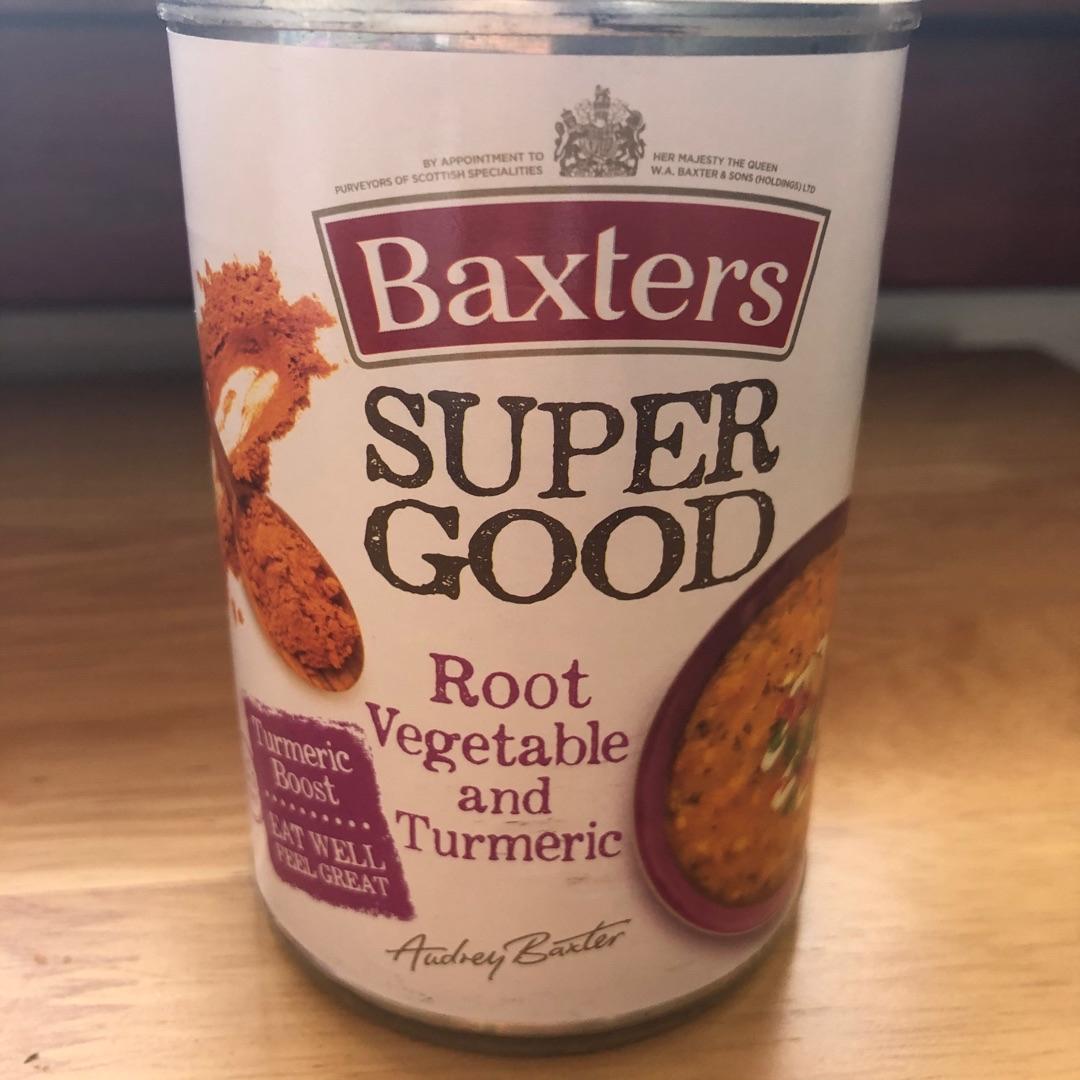 BY APPOINTMENT TO
PURVEYORS OF SCOTTISH SPECIALITIES
HER MAJESTY THE QUEEN
W.A. BAXTER & SONS (HOLDINGS) LTD
Baxters
SUPER
GOOD
Root
Vegetable
and
Turmeric
Turmeric
Boost
EAT WELL
FEEL GREAT
Audrey Baxter